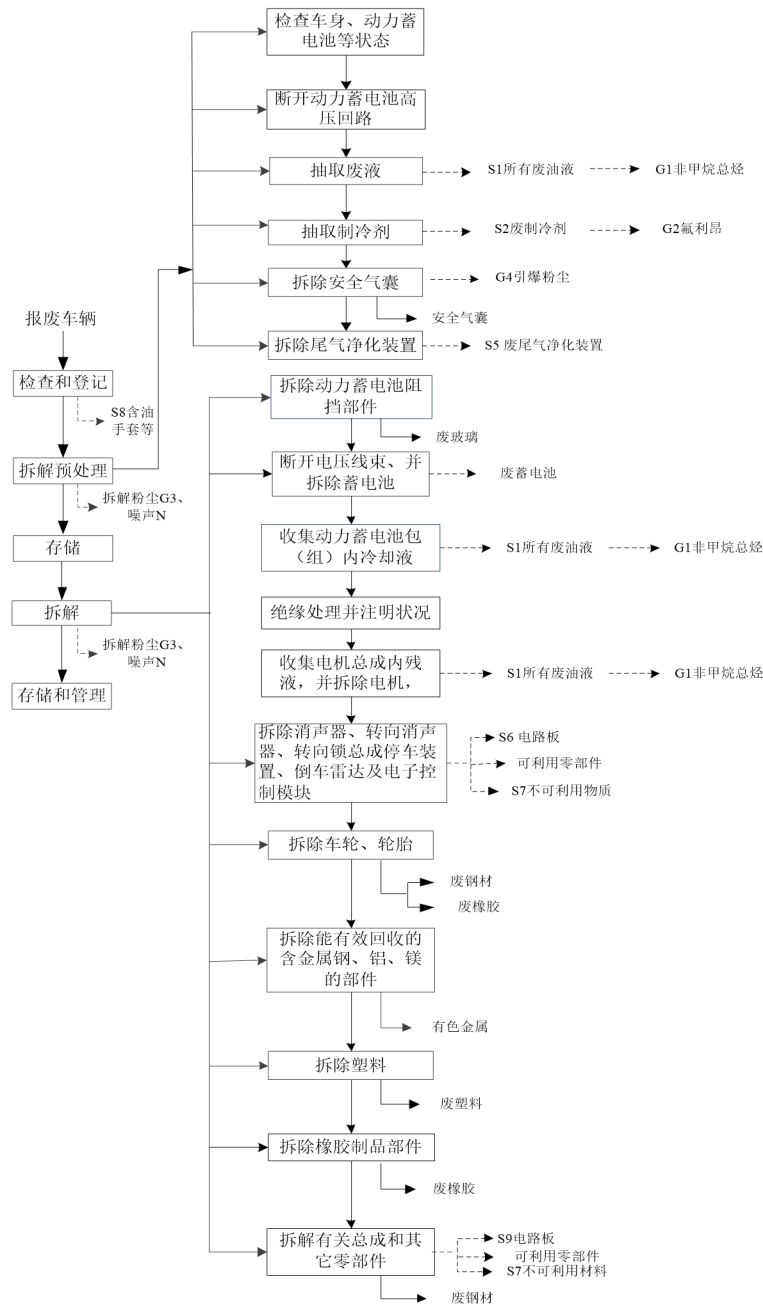 检查车身、动力蓄
电池等状态
断开动力蓄电池高
压回路
抽取废液
S1所有废油液
G1非甲烷总烃
抽取制冷剂
S2废制冷剂
G2氟利昂
拆除安全气囊
G4引爆粉尘
安全气囊
拆除尾气净化装置
S5 废尾气净化装置
报废车辆
检查和登记
S8含油
手套等
拆解预处理
拆解粉尘G3、
噪声N
存储
拆解
拆解粉尘G3、
噪声N
存储和管理
拆除动力蓄电池阻
挡部件
废玻璃
断开电压线束、并
拆除蓄电池
废蓄电池
收集动力蓄电池包
（组）内冷却液
S1所有废油液
G1非甲烷总烃
绝缘处理并注明状况
收集电机总成内残
液，并拆除电机，
S1所有废油液
G1非甲烷总烃
拆除消声器、转向消声
器、转向锁总成停车装
置、倒车雷达及电子控
制模块
S6 电路板
可利用零部件
S7不可利用物质
拆除车轮、轮胎
废钢材
废橡胶
拆除能有效回收的
含金属钢、铝、镁
的部件
有色金属
拆除塑料
废塑料
拆除橡胶制品部件
废橡胶
拆解有关总成和其
它零部件
S9电路板
可利用零部件
S7不可利用材料
废钢材